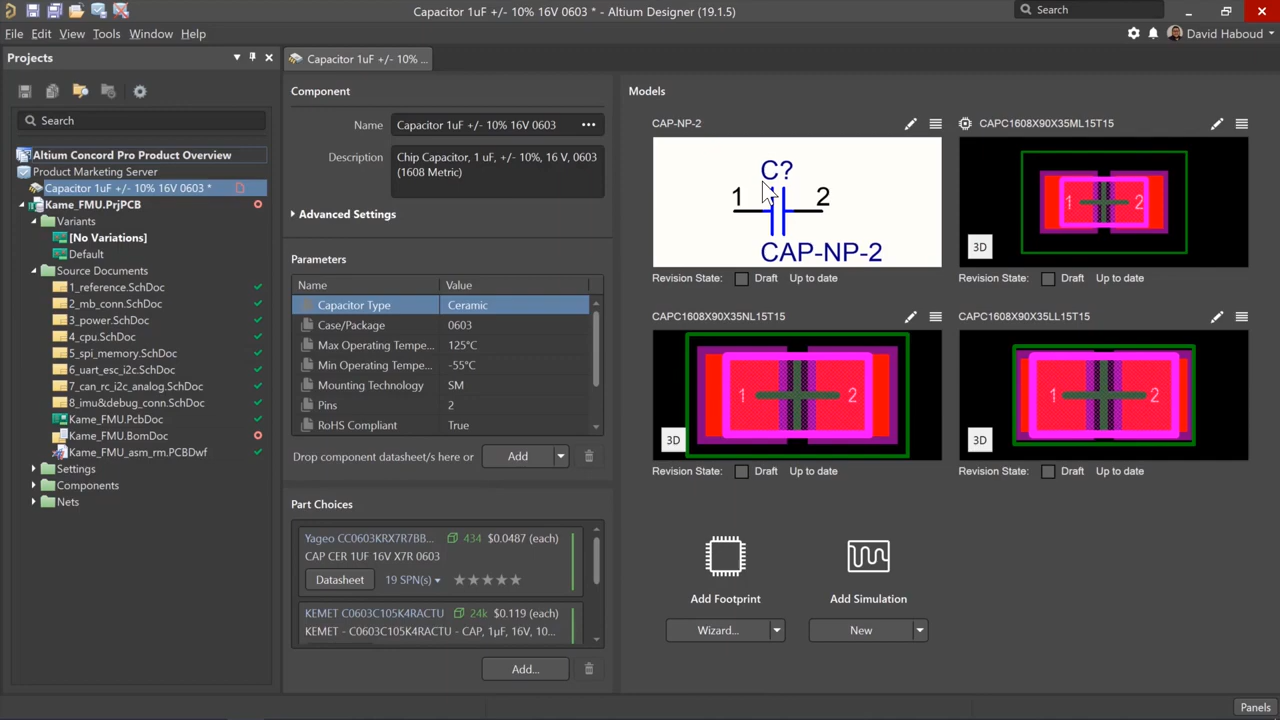 Capacitor 1uF +/- 10% 16V 0603 * - Altium Designer (19.1.5)
Search
File Edit View Tools Window Help
David Haboud
Projects
Search
Altium Concord Pro Product Overview
Product Marketing Server
Capacitor 1uF +/- 10% 16V 0603 *
Kame_FMU.PrjPCB
Variants
[No Variations]
Default
Source Documents
1_reference.SchDoc
2_mb_conn.SchDoc
3_power.SchDoc
4_cpu.SchDoc
5_spi_memory.SchDoc
6_uart_esc_i2c.SchDoc
7_can_rc_i2c_analog.SchDoc
8_imu&debug_conn.SchDoc
Kame_FMU.PcbDoc
Kame_FMU.BomDoc
Kame_FMU_asm_rm.PCBDwf
Settings
Components
Nets
Capacitor 1uF +/- 10% ...
Component
Name Capacitor 1uF +/- 10% 16V 0603 •••
Description Chip Capacitor, 1 uF, +/- 10%, 16 V, 0603
(1608 Metric)
Advanced Settings
Parameters
Name Value
Capacitor Type Ceramic
Case/Package 0603
Max Operating Tempe... 125°C
Min Operating Tempe... -55°C
Mounting Technology SM
Pins 2
RoHS Compliant True
Drop component datasheet/s here or Add
Part Choices
Yageo CC0603KRX7R7BB... 434 $0.0487 (each)
CAP CER 1UF 16V X7R 0603
Datasheet 19 SPN(s)
KEMET C0603C105K4RACTU 24k $0.119 (each)
KEMET - C0603C105K4RACTU - CAP, 1µF, 16V, 10...
Add...
Models
CAP-NP-2
C?
1 2
CAP-NP-2
Revision State: Draft Up to date
CAPC1608X90X35ML15T15
1 2
3D
Revision State: Draft Up to date
CAPC1608X90X35NL15T15
1 2
3D
Revision State: Draft Up to date
CAPC1608X90X35LL15T15
1 2
3D
Revision State: Draft Up to date
Add Footprint
Wizard...
Add Simulation
New
Panels